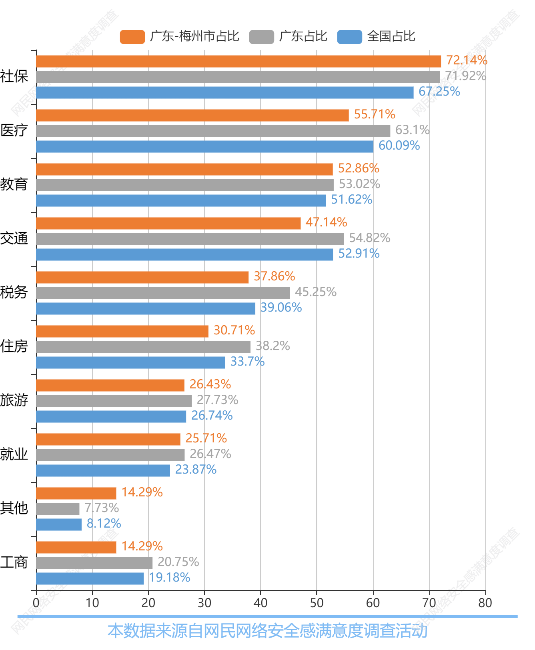 广东-梅州市占比 广东占比 全国占比
社保 72.14%
71.92%
67.25%
医疗 55.71%
63.1%
60.09%
教育 52.86%
53.02%
51.62%
交通 47.14%
54.82%
52.91%
税务 37.86%
45.25%
39.06%
住房 30.71%
38.2%
33.7%
旅游 26.43%
27.73%
26.74%
就业 25.71%
26.47%
23.87%
其他 14.29%
7.73%
8.12%
工商 14.29%
20.75%
19.18%
0 10 20 30 40 50 60 70 80
本数据来源自网民网络安全感满意度调查活动